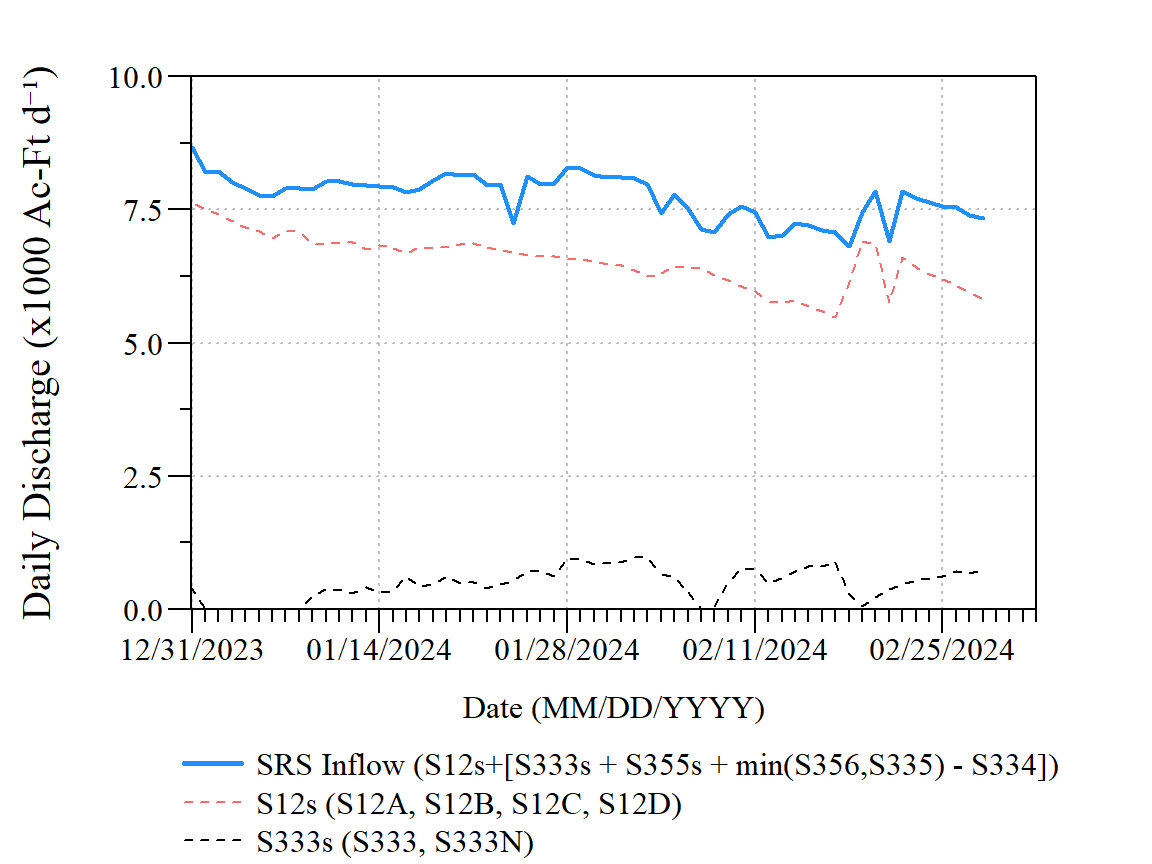 Daily Discharge (x1000 Ac-Ft d⁻¹)
10.0
7.5
5.0
2.5
0.0
12/31/2023 01/14/2024 01/28/2024 02/11/2024 02/25/2024
Date (MM/DD/YYYY)
SRS Inflow (S12s+[S333s + S355s + min(S356,S335) - S334])
S12s (S12A, S12B, S12C, S12D)
S333s (S333, S333N)